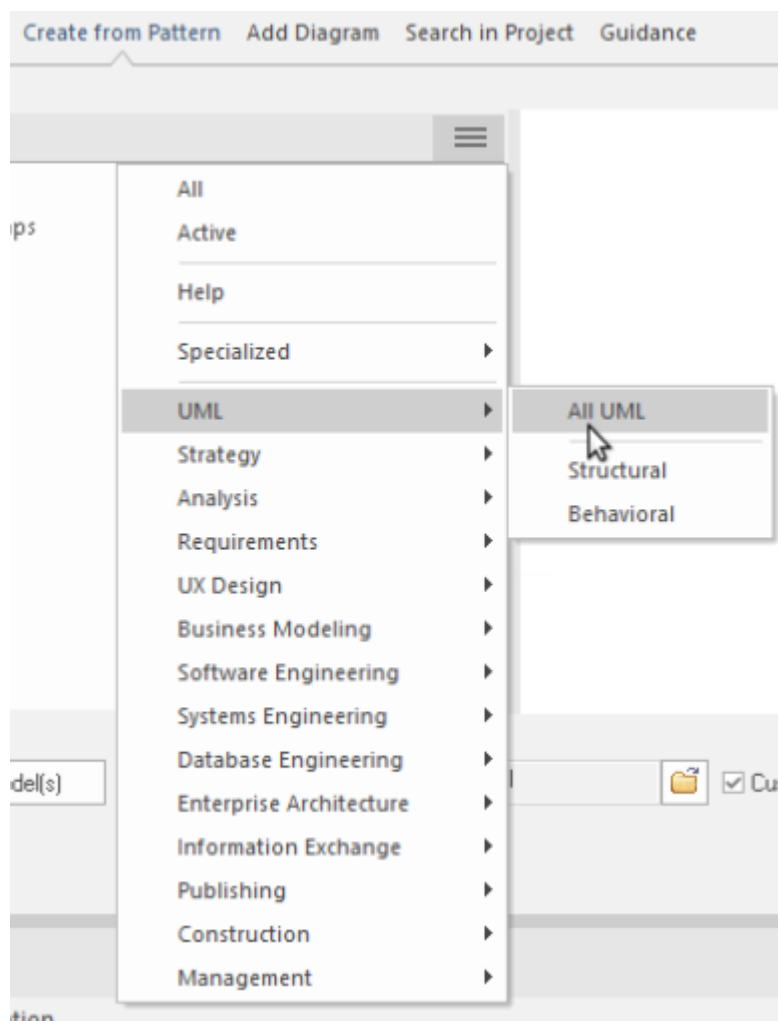 Create from Pattern Add Diagram Search in Project Guidance
All
Active
Help
Specialized
UML
All UML
Strategy
Structural
Analysis
Behavioral
Requirements
UX Design
Business Modeling
Software Engineering
Systems Engineering
Database Engineering
Enterprise Architecture
Information Exchange
Publishing
Construction
Management